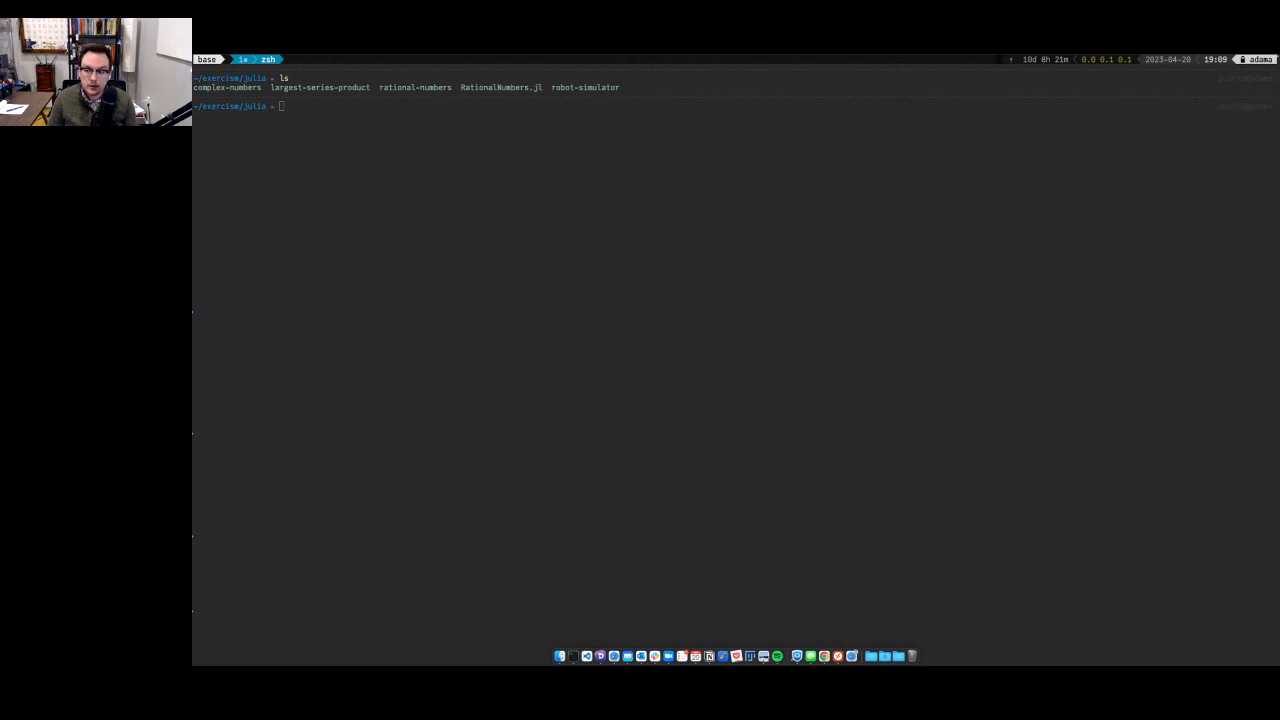 base 1* zsh ↑ 10d 8h 21m 0.0 0.1 0.1 2023-04-20 19:09 adama
~/exercism/julia ▸ ls
complex-numbers largest-series-product rational-numbers RationalNumbers.jl robot-simulator
~/exercism/julia ▸